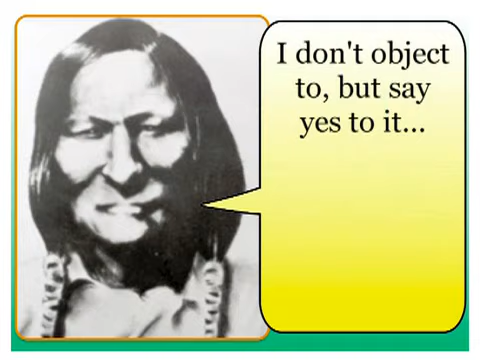 I don't object
to, but say
yes to it...